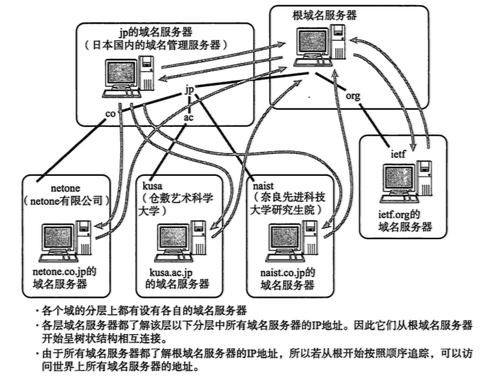 jp的域名服务器
(日本国内的域名管理服务器)
根域名服务器
jp
org
co
ac
ietf
netone
(netone有限公司)
kusa
(仓敷艺术科学
大学)
naist
(奈良先进科技
大学研究生院)
ietf.org的
域名服务器
netone.co.jp的
域名服务器
kusa.ac.jp
的域名服务器
naist.co.jp的
域名服务器
·各个域的分层上都有设有各自的域名服务器
·各层域名服务器都了解该层以下分层中所有域名服务器的IP地址。因此它们从根域名服务器
开始呈树状结构相互连接。
·由于所有域名服务器都了解根域名服务器的IP地址，所以若从根开始按照顺序追踪，可以访
问世界上所有域名服务器的地址。